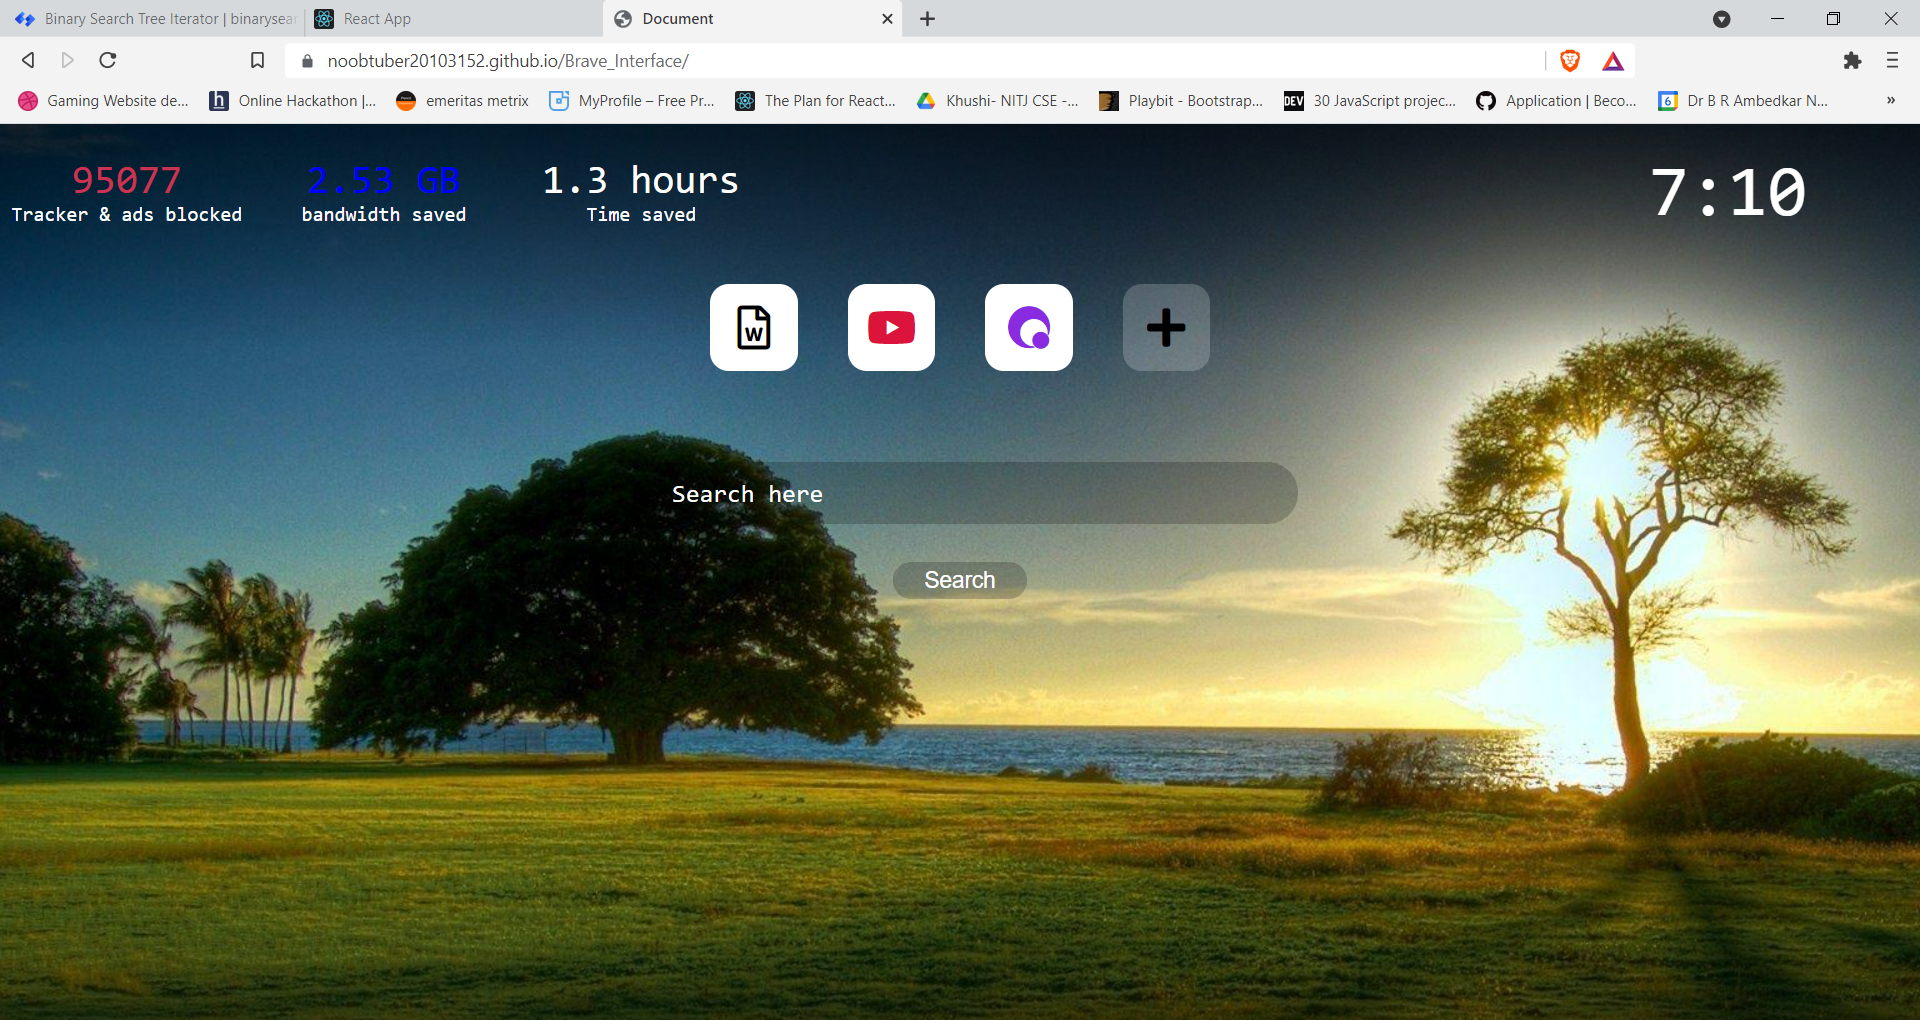 Binary Search Tree Iterator | binarysear
React App
Document
noobtuber20103152.github.io/Brave_Interface/
Gaming Website de...
h
Online Hackathon |...
emeritas metrix
MyProfile – Free Pr...
The Plan for React...
Khushi- NITJ CSE -...
Playbit - Bootstrap...
DEV
30 JavaScript projec...
Application | Beco...
6
Dr B R Ambedkar N...
»
95077
Tracker & ads blocked
2.53 GB
bandwidth saved
1.3 hours
Time saved
7:10
W
Search here
Search